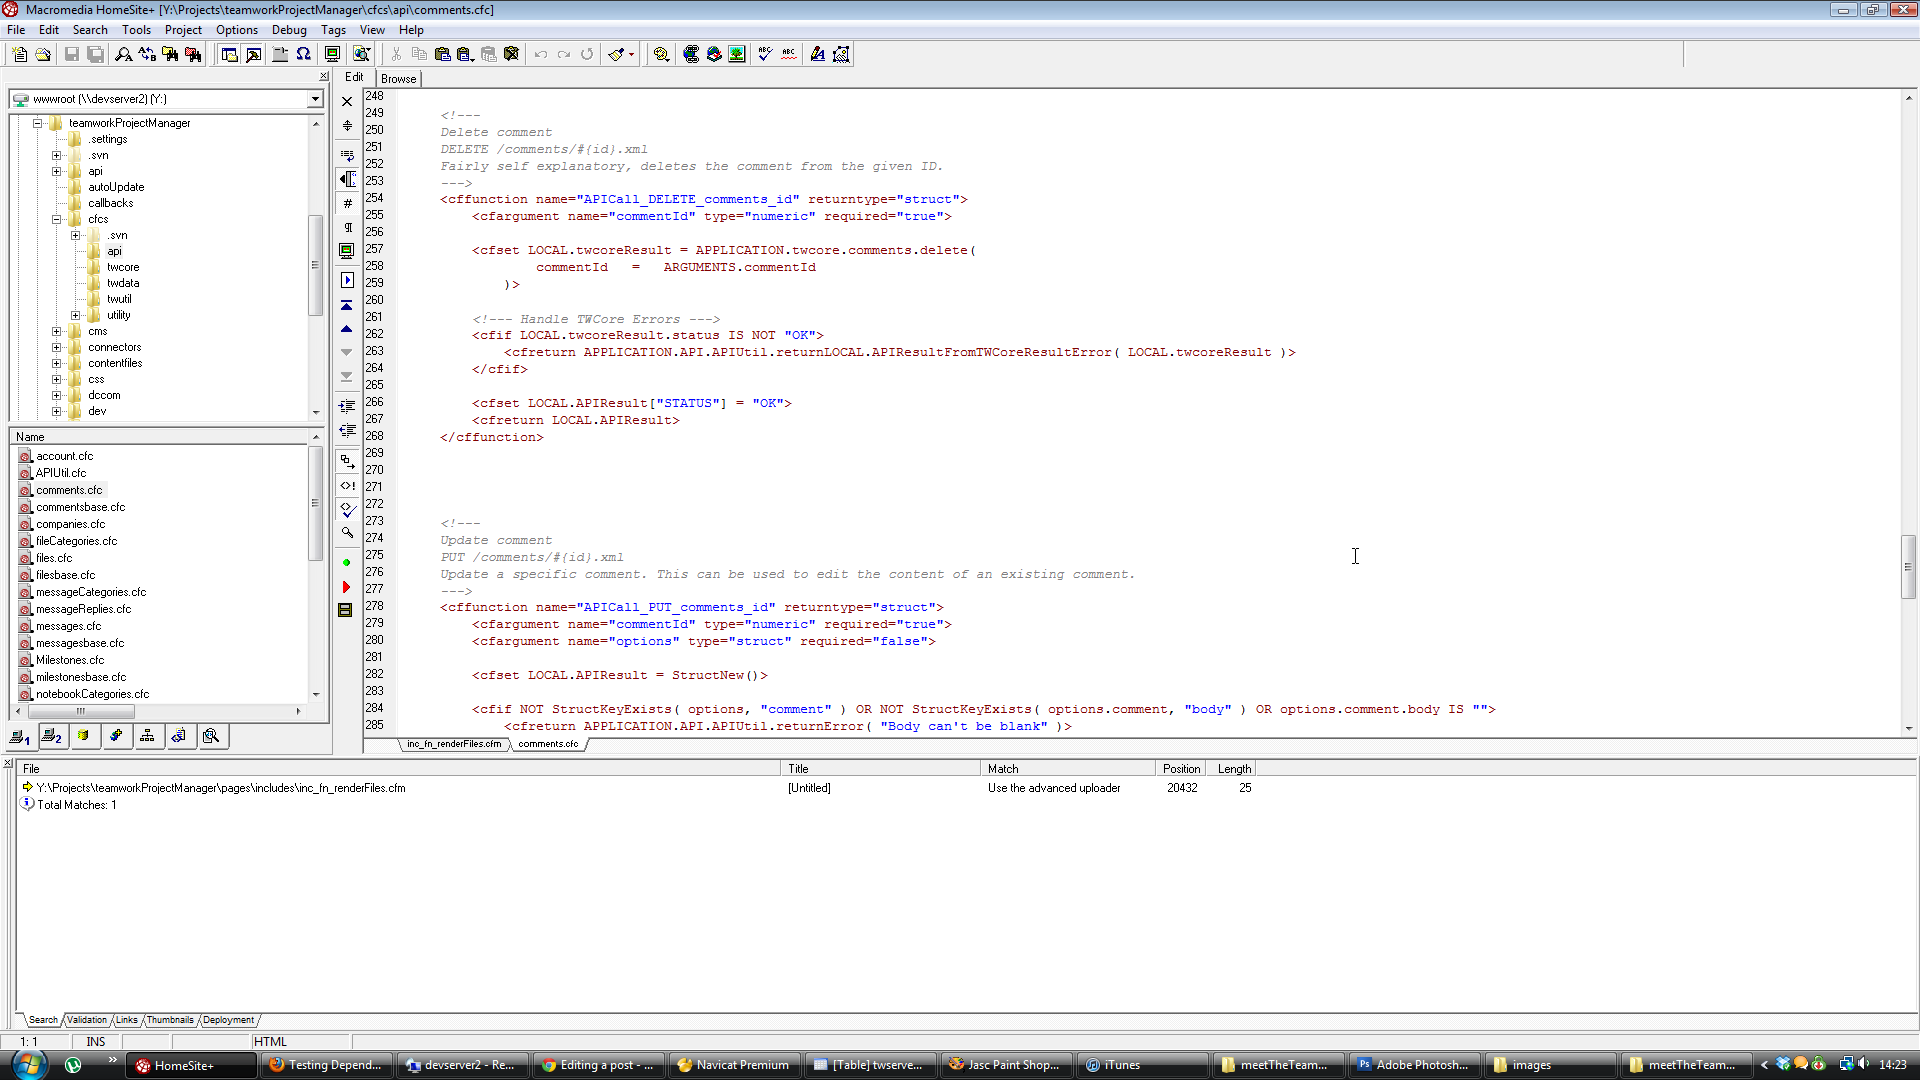 Macromedia HomeSite+ [Y:\Projects\teamworkProjectManager\cfcs\api\comments.cfc]
File Edit Search Tools Project Options Debug Tags View Help
Edit Browse
wwwroot (\\devserver2) (Y:)
teamworkProjectManager
.settings
.svn
api
autoUpdate
callbacks
cfcs
.svn
api
twcore
twdata
twutil
utility
cms
connectors
contentfiles
css
dccom
dev
Name
account.cfc
APIUtil.cfc
comments.cfc
commentsbase.cfc
companies.cfc
fileCategories.cfc
files.cfc
filesbase.cfc
messageCategories.cfc
messageReplies.cfc
messages.cfc
messagesbase.cfc
Milestones.cfc
milestonesbase.cfc
notebookCategories.cfc
248
249 <!---
250 Delete comment
251 DELETE /comments/#{id}.xml
252 Fairly self explanatory, deletes the comment from the given ID.
253 --->
254 <cffunction name="APICall_DELETE_comments_id" returntype="struct">
255 <cfargument name="commentId" type="numeric" required="true">
256
257 <cfset LOCAL.twcoreResult = APPLICATION.twcore.comments.delete(
258 commentId = ARGUMENTS.commentId
259 )>
260
261 <!--- Handle TWCore Errors --->
262 <cfif LOCAL.twcoreResult.status IS NOT "OK">
263 <cfreturn APPLICATION.API.APIUtil.returnLOCAL.APIResultFromTWCoreResultError( LOCAL.twcoreResult )>
264 </cfif>
265
266 <cfset LOCAL.APIResult["STATUS"] = "OK">
267 <cfreturn LOCAL.APIResult>
268 </cffunction>
269
270
271
272
273 <!---
274 Update comment
275 PUT /comments/#{id}.xml
276 Update a specific comment. This can be used to edit the content of an existing comment.
277 --->
278 <cffunction name="APICall_PUT_comments_id" returntype="struct">
279 <cfargument name="commentId" type="numeric" required="true">
280 <cfargument name="options" type="struct" required="false">
281
282 <cfset LOCAL.APIResult = StructNew()>
283
284 <cfif NOT StructKeyExists( options, "comment" ) OR NOT StructKeyExists( options.comment, "body" ) OR options.comment.body IS "">
285 <cfreturn APPLICATION.API.APIUtil.returnError( "Body can't be blank" )>
inc_fn_renderFiles.cfm comments.cfc
File Title Match Position Length
Y:\Projects\teamworkProjectManager\pages\includes\inc_fn_renderFiles.cfm [Untitled] Use the advanced uploader 20432 25
Total Matches: 1
Search Validation Links Thumbnails Deployment
1: 1 INS HTML
HomeSite+ Testing Depend... devserver2 - Re... Editing a post - ... Navicat Premium [Table] twserve... Jasc Paint Shop... iTunes meetTheTeam... Adobe Photosh... images meetTheTeam... 14:23